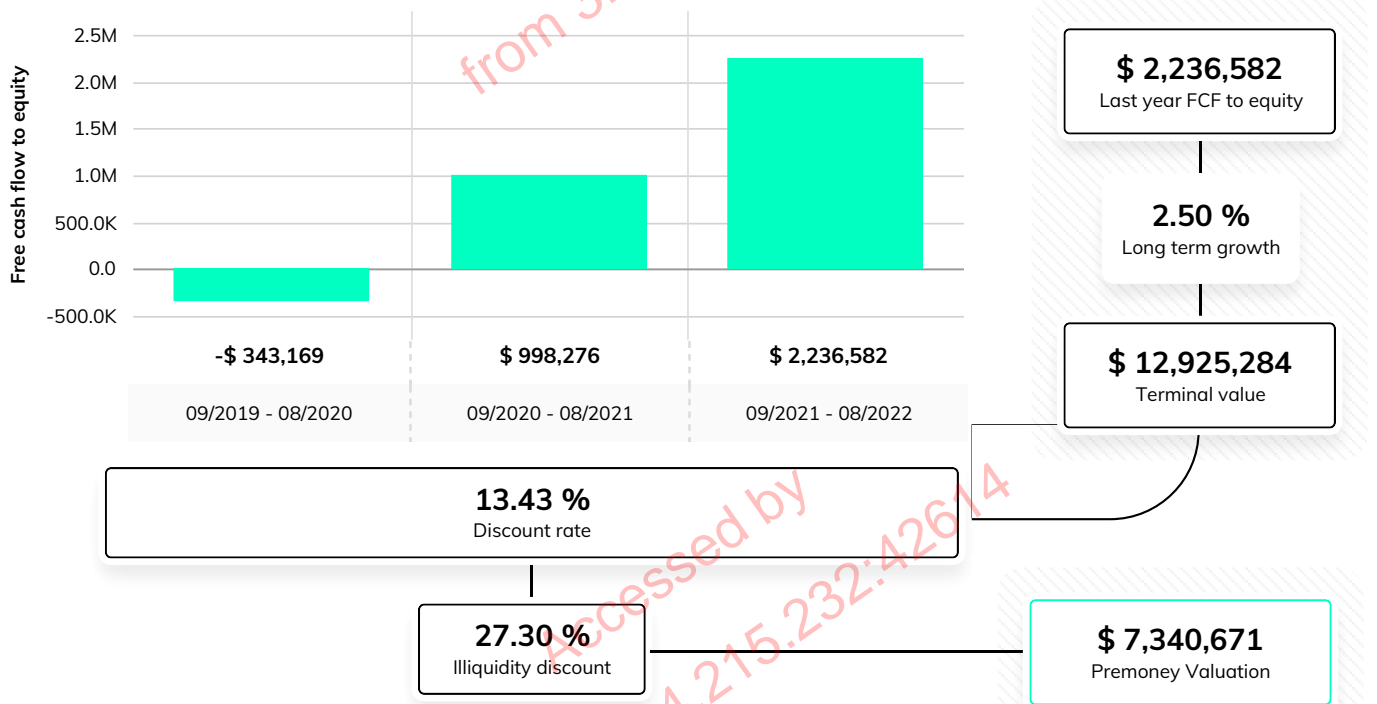 Free cash flow to equity
2.5M
2.0M
1.5M
1.0M
500.0K
0.0
-500.0K
-$ 343,169
$ 998,276
$ 2,236,582
09/2019 - 08/2020
09/2020 - 08/2021
09/2021 - 08/2022
$ 2,236,582
Last year FCF to equity
2.50 %
Long term growth
$ 12,925,284
Terminal value
13.43 %
Discount rate
27.30 %
Illiquidity discount
$ 7,340,671
Premoney Valuation
from
Accessed by
.215.232:42614